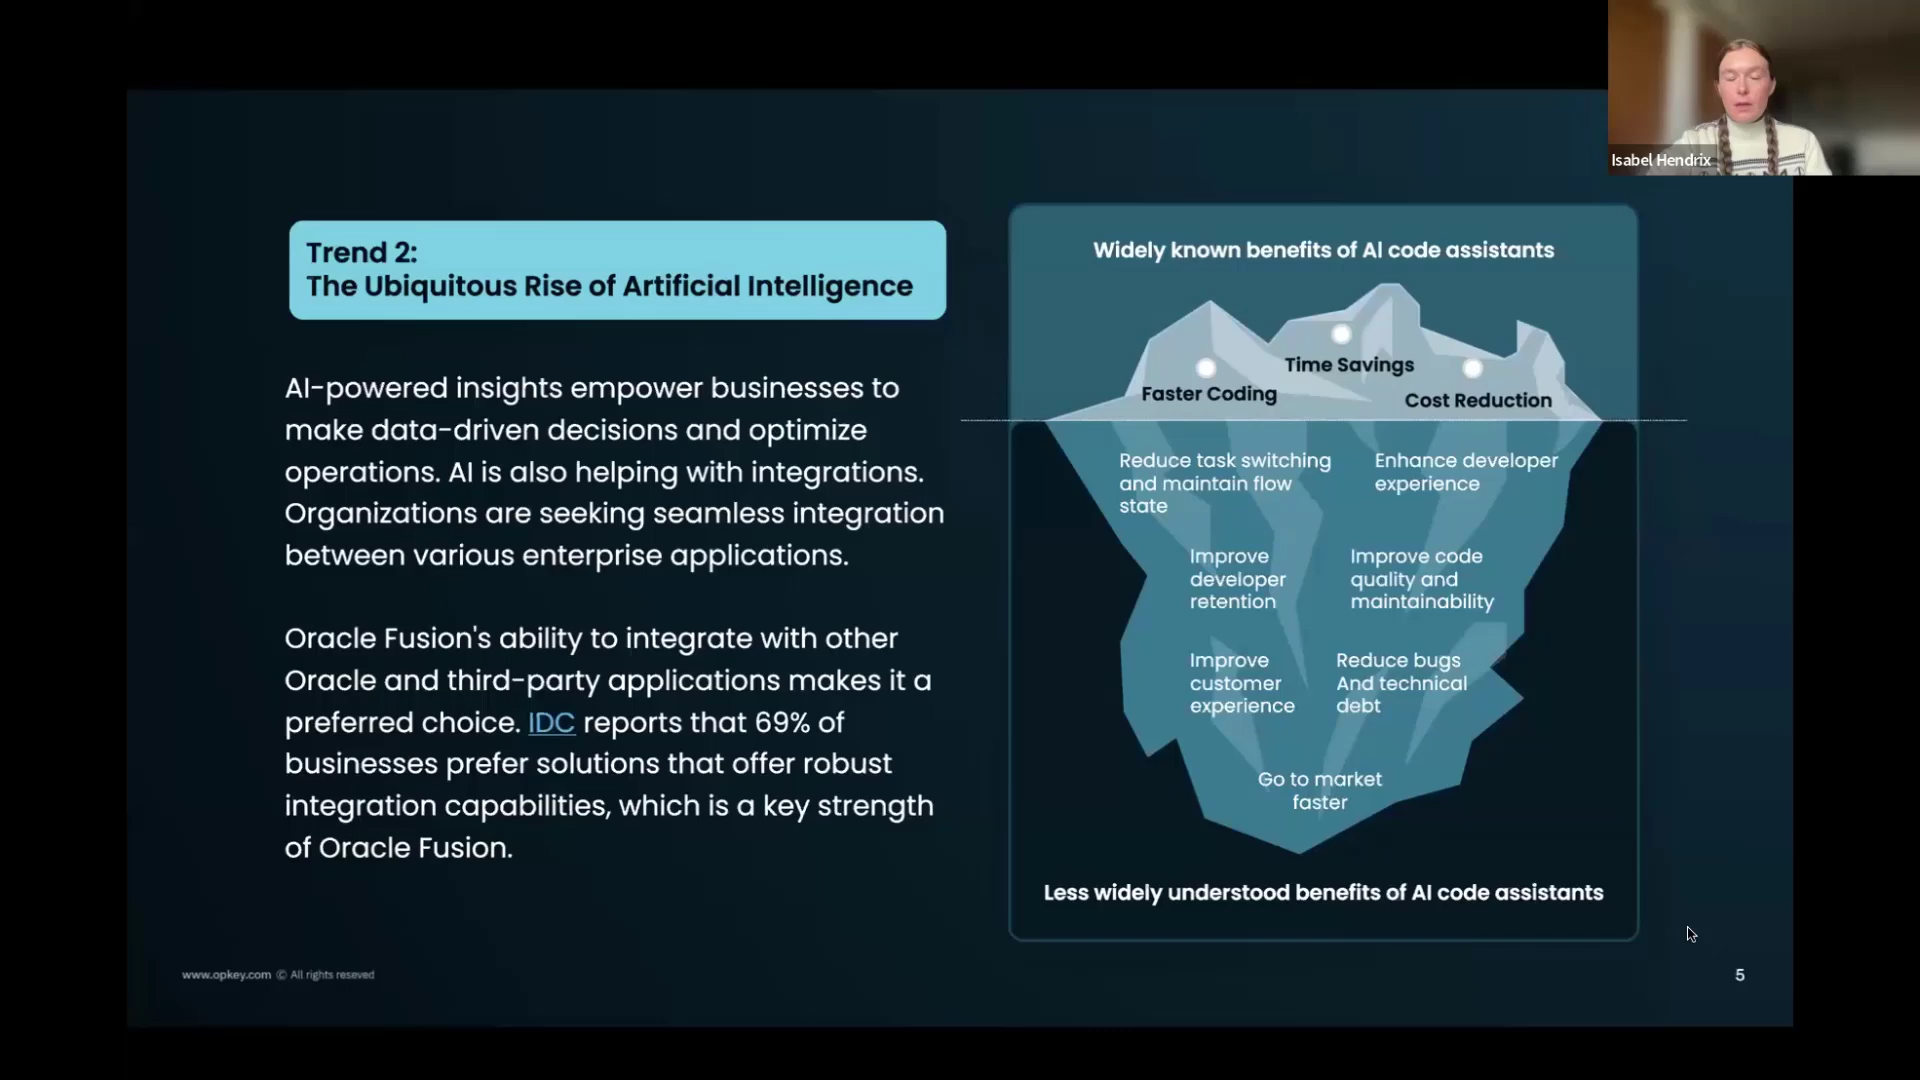 Isabel Hendrix
Trend 2:
The Ubiquitous Rise of Artificial Intelligence
AI-powered insights empower businesses to
make data-driven decisions and optimize
operations. AI is also helping with integrations.
Organizations are seeking seamless integration
between various enterprise applications.
Oracle Fusion's ability to integrate with other
Oracle and third-party applications makes it a
preferred choice. IDC reports that 69% of
businesses prefer solutions that offer robust
integration capabilities, which is a key strength
of Oracle Fusion.
Widely known benefits of AI code assistants
Time Savings
Faster Coding
Cost Reduction
Reduce task switching
and maintain flow
state
Enhance developer
experience
Improve
developer
retention
Improve code
quality and
maintainability
Improve
customer
experience
Reduce bugs
And technical
debt
Go to market
faster
Less widely understood benefits of AI code assistants
www.opkey.com © All rights reseved
5